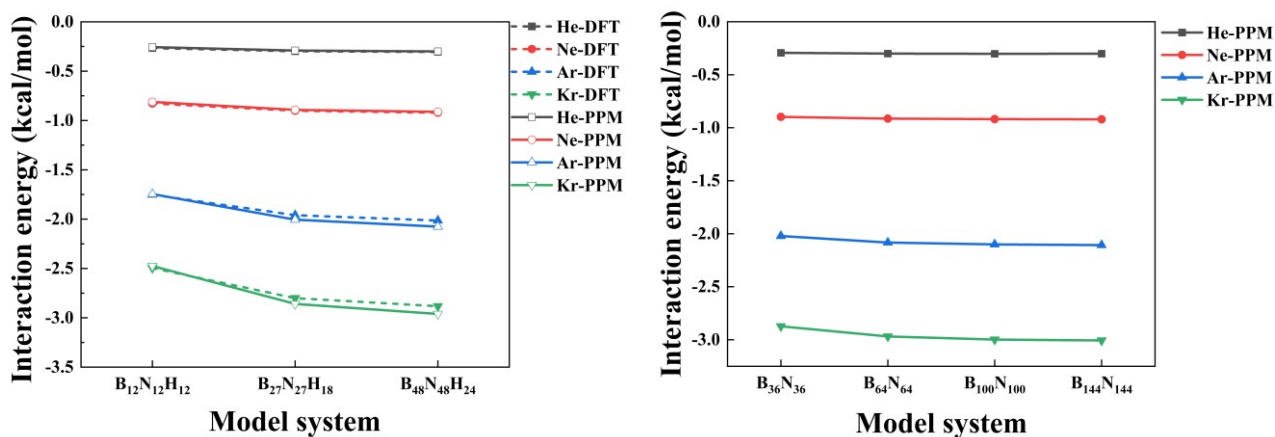 Interaction energy (kcal/mol)
0.0
-0.5
-1.0
-1.5
-2.0
-2.5
-3.0
-3.5
B₁₂N₁₂H₁₂
B₂₇N₂₇H₁₈
B₄₈N₄₈H₂₄
Model system
He-DFT
Ne-DFT
Ar-DFT
Kr-DFT
He-PPM
Ne-PPM
Ar-PPM
Kr-PPM
Interaction energy (kcal/mol)
0.0
-0.5
-1.0
-1.5
-2.0
-2.5
-3.0
B₃₆N₃₆
B₆₄N₆₄
B₁₀₀N₁₀₀
B₁₄₄N₁₄₄
Model system
He-PPM
Ne-PPM
Ar-PPM
Kr-PPM